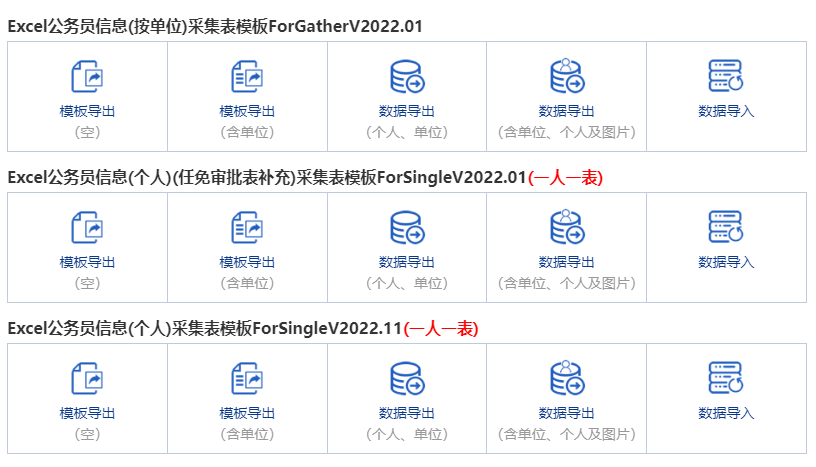 Excel公务员信息(按单位)采集表模板ForGatherV2022.01
模板导出 模板导出 数据导出 数据导出 数据导入
(空) (含单位) (个人、单位) (含单位、个人及图片)
Excel公务员信息(个人)(任免审批表补充)采集表模板ForSingleV2022.01(一人一表)
模板导出 模板导出 数据导出 数据导出 数据导入
(空) (含单位) (个人、单位) (含单位、个人及图片)
Excel公务员信息(个人)采集表模板ForSingleV2022.11(一人一表)
模板导出 模板导出 数据导出 数据导出 数据导入
(空) (含单位) (个人、单位) (含单位、个人及图片)